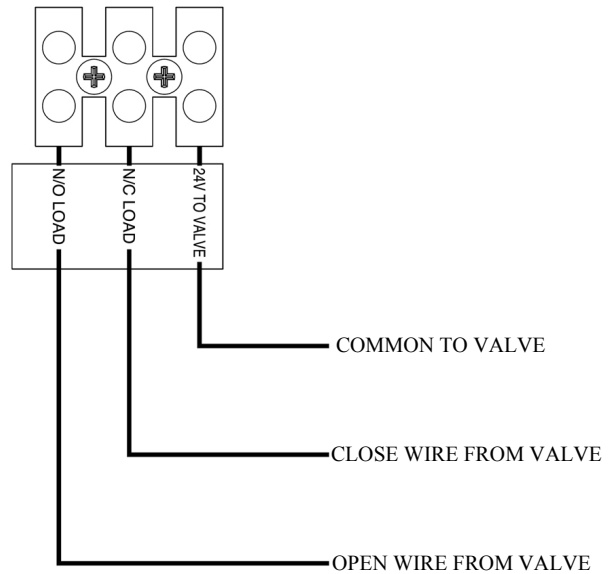 N/O LOAD
N/C LOAD
24V TO VALVE
COMMON TO VALVE
CLOSE WIRE FROM VALVE
OPEN WIRE FROM VALVE